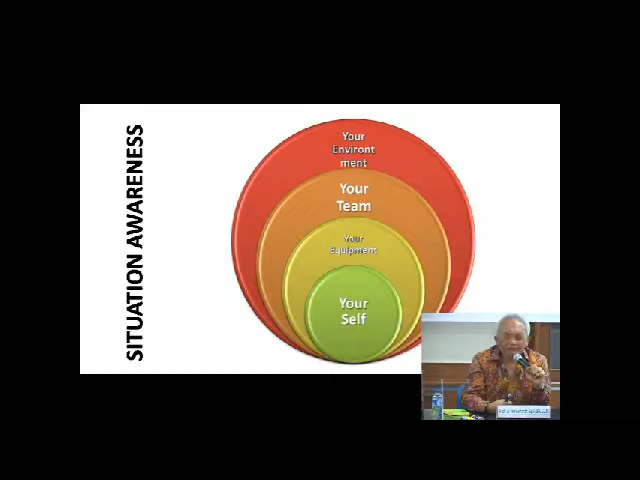 SITUATION AWARENESS
Your
Environt
ment
Your
Team
Your
Equipment
Your
Self